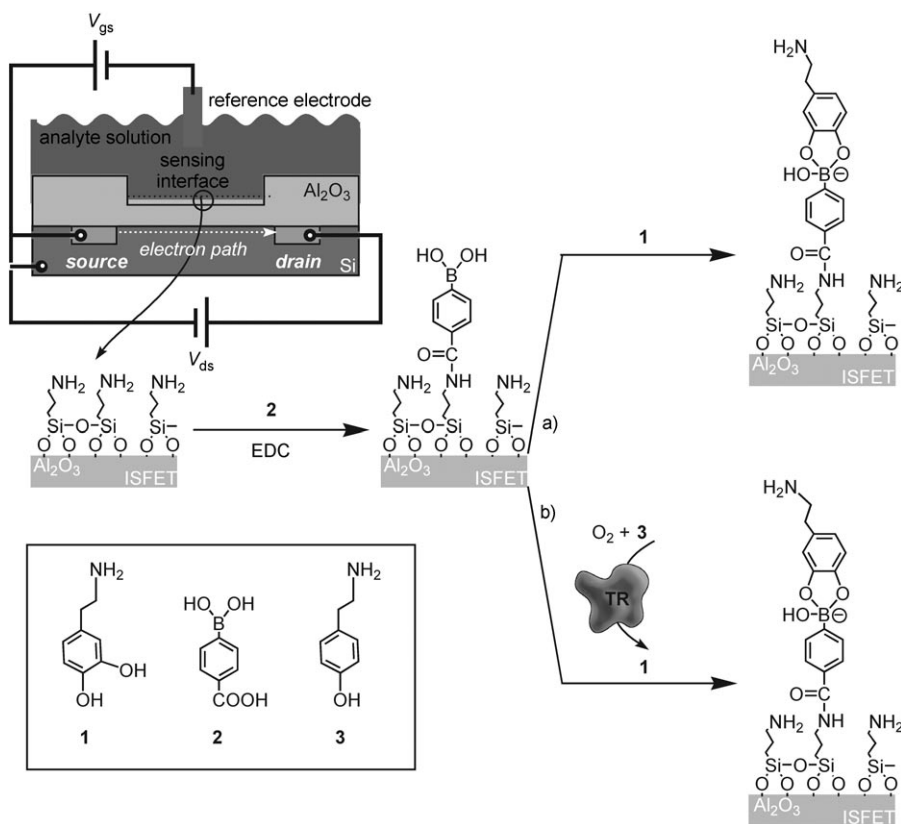 Vgs
reference electrode
analyte solution
sensing
interface
Al2O3
electron path
source
drain
Si
Vds
NH2 NH2 NH2
Si O Si Si
O O O O O O
Al2O3
ISFET
2
EDC
HO OH
B
O C
NH2 NH NH2
Si O Si Si
O O O O O O
Al2O3
ISFET
a)
1
H2N
O O
HO B ⊖
O C
NH2 NH NH2
Si O Si Si
O O O O O O
Al2O3
ISFET
b)
O2 + 3
TR
1
H2N
O O
HO B ⊖
O C
NH2 NH NH2
Si O Si Si
O O O O O O
Al2O3
ISFET
NH2
OH
OH
1
HO OH
B
COOH
2
NH2
OH
3